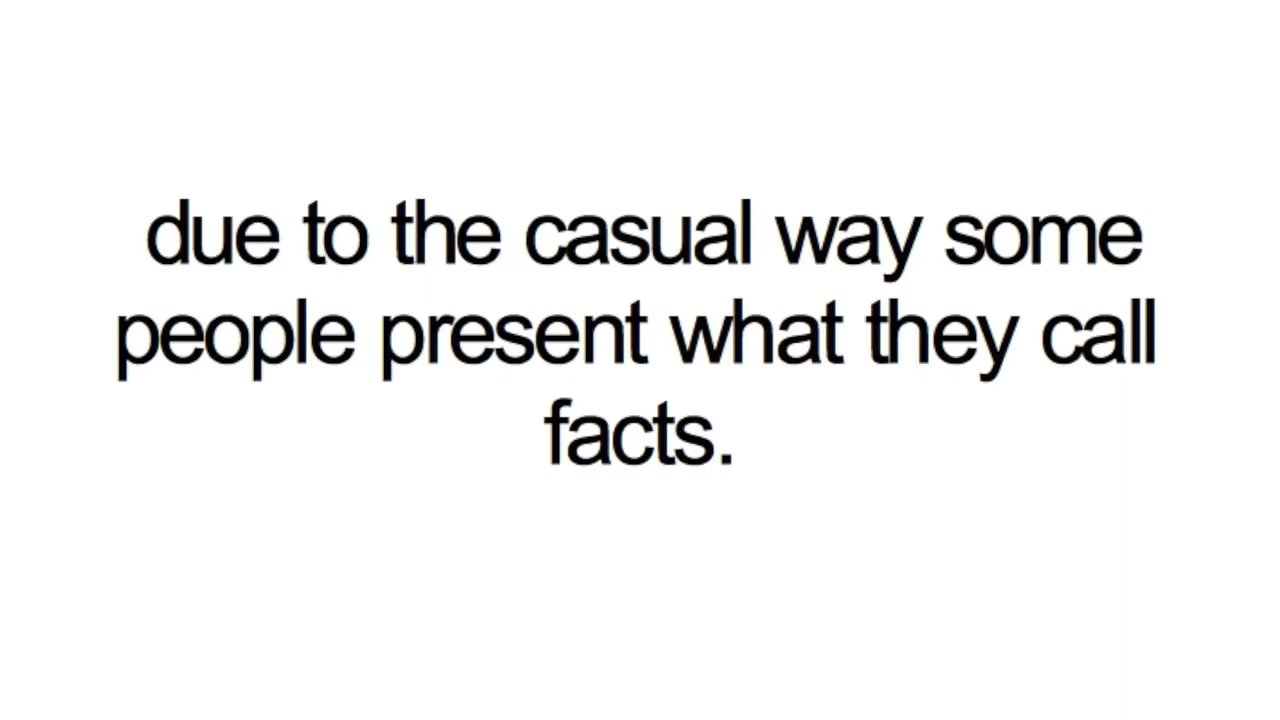 due to the casual way some
people present what they call
facts.